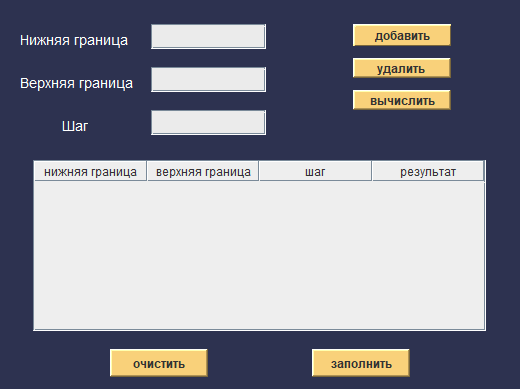 Нижняя граница
добавить
Верхняя граница
удалить
вычислить
Шаг
нижняя граница верхняя граница шаг результат
очистить заполнить